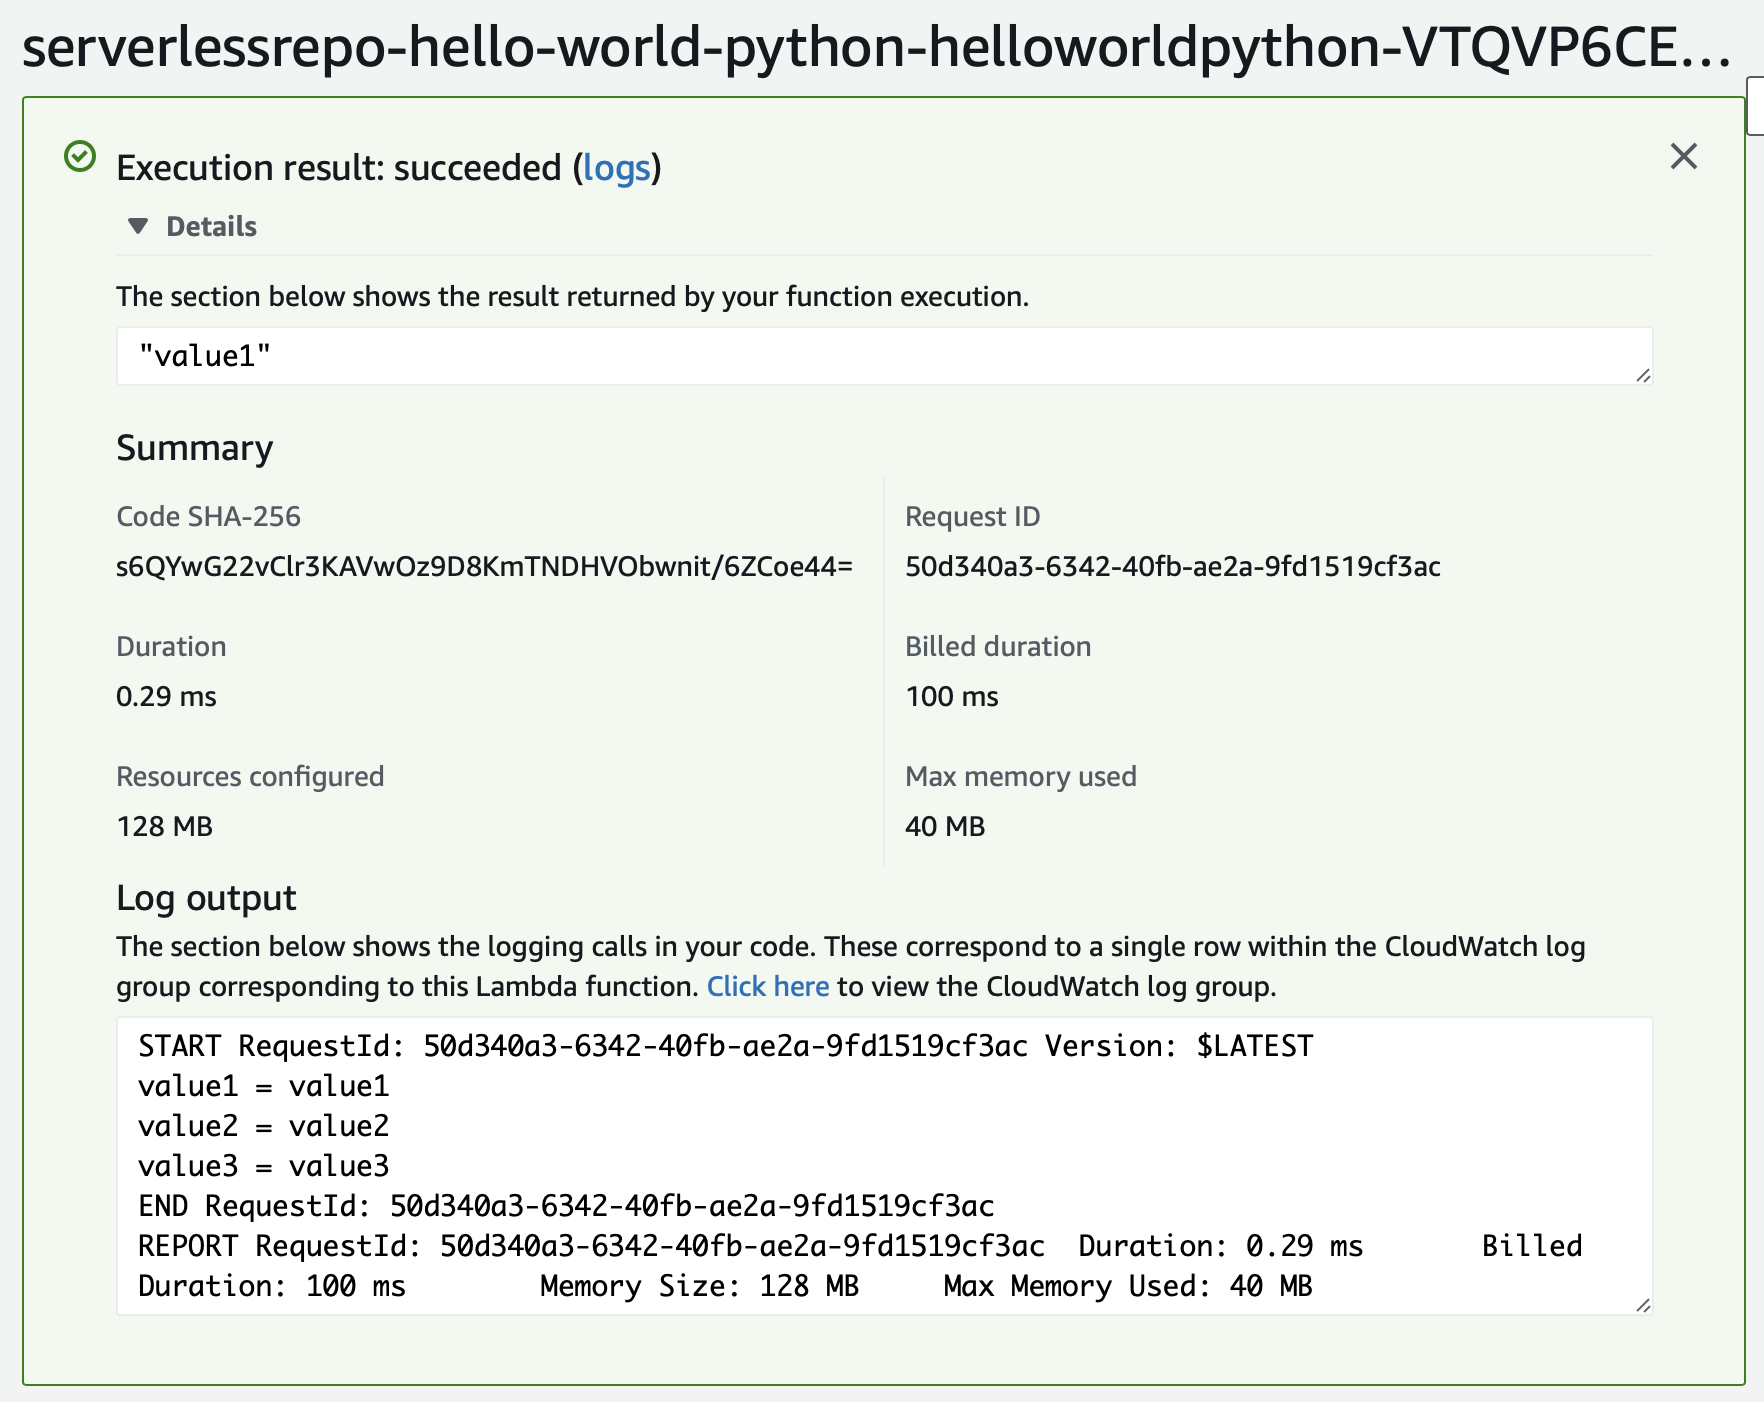 serverlessrepo-hello-world-python-helloworldpython-VTQVP6CE...
Execution result: succeeded (logs)
Details
The section below shows the result returned by your function execution.
"value1"
Summary
Code SHA-256
s6QYwG22vClr3KAVwOz9D8KmTNDHVObwnit/6ZCoe44=
Request ID
50d340a3-6342-40fb-ae2a-9fd1519cf3ac
Duration
0.29 ms
Billed duration
100 ms
Resources configured
128 MB
Max memory used
40 MB
Log output
The section below shows the logging calls in your code. These correspond to a single row within the CloudWatch log
group corresponding to this Lambda function. Click here to view the CloudWatch log group.
START RequestId: 50d340a3-6342-40fb-ae2a-9fd1519cf3ac Version: $LATEST
value1 = value1
value2 = value2
value3 = value3
END RequestId: 50d340a3-6342-40fb-ae2a-9fd1519cf3ac
REPORT RequestId: 50d340a3-6342-40fb-ae2a-9fd1519cf3ac Duration: 0.29 ms Billed
Duration: 100 ms Memory Size: 128 MB Max Memory Used: 40 MB